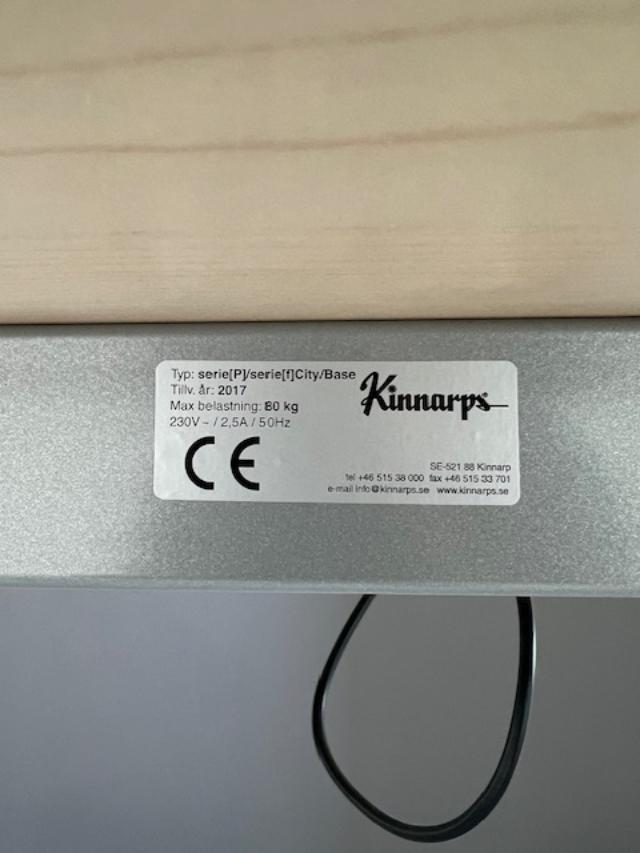 Typ: serie[P]/serie[f]City/Base
Tillv. år: 2017
Max belastning: 80 kg
230V ~ / 2,5A / 50Hz
CE
Kinnarps
SE-521 88 Kinnarp
tel +46 515 38 000 fax +46 515 33 701
e-mail info@kinnarps.se www.kinnarps.se